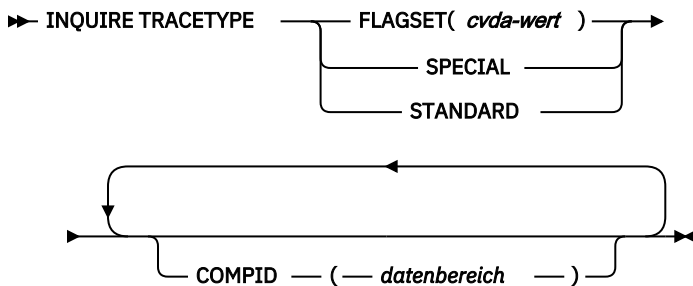 INQUIRE TRACETYPE FLAGSET( cvda-wert )
SPECIAL
STANDARD
COMPID ( datenbereich )